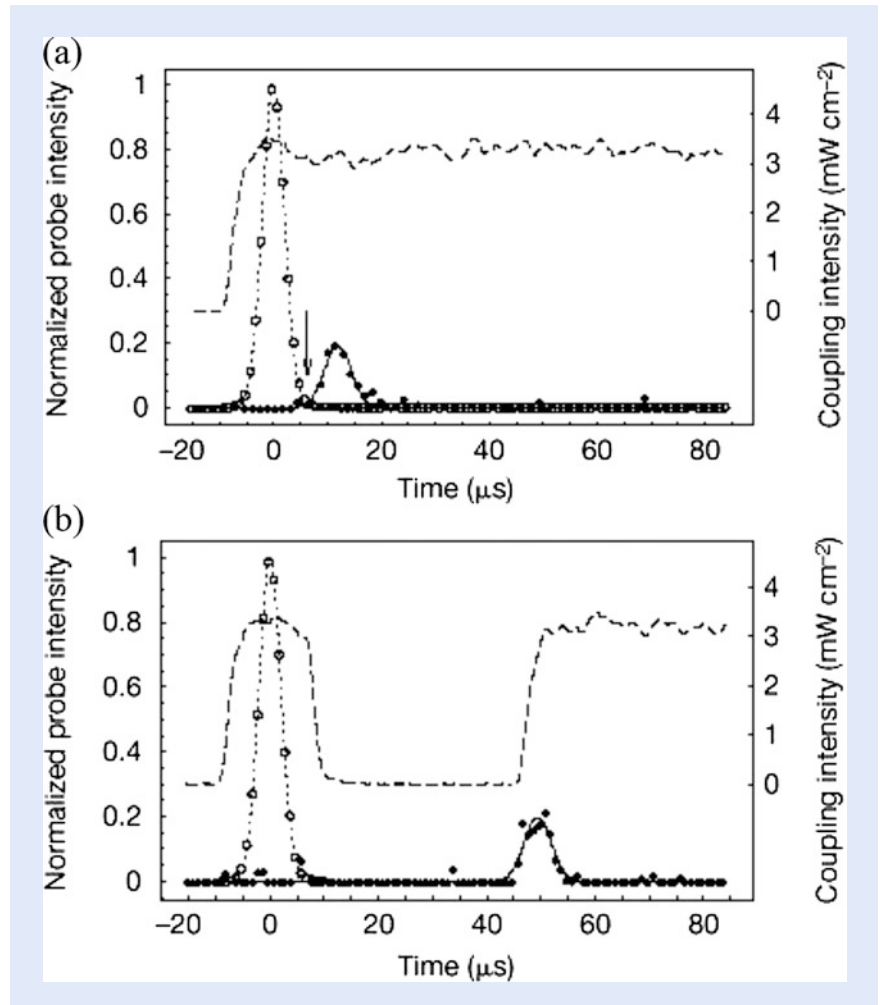 (a)
Normalized probe intensity
1
0.8
0.6
0.4
0.2
0
4
3
2
1
0
Coupling intensity (mW cm⁻²)
−20 0 20 40 60 80
Time (μs)
(b)
Normalized probe intensity
1
0.8
0.6
0.4
0.2
0
4
3
2
1
0
Coupling intensity (mW cm⁻²)
−20 0 20 40 60 80
Time (μs)